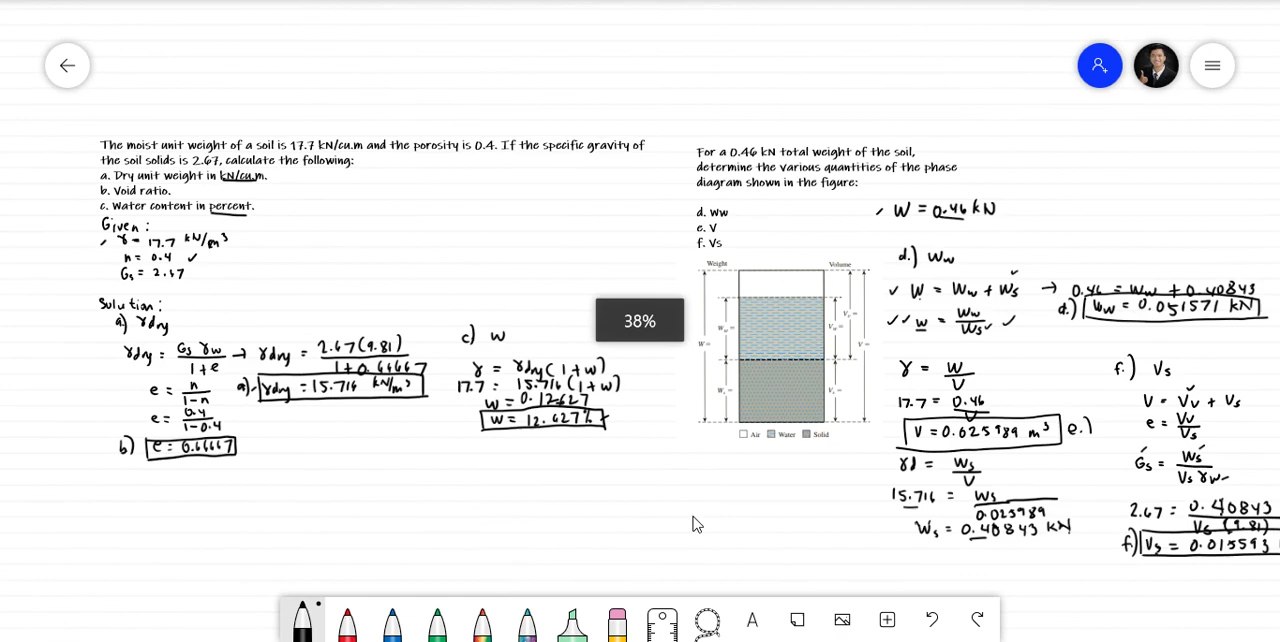 The moist unit weight of a soil is 17.7 kN/cu.m and the porosity is 0.4. If the specific gravity of
the soil solids is 2.67, calculate the following:
a. Dry unit weight in kN/cu.m.
b. Void ratio.
c. Water content in percent.
Given:
γ = 17.7 kN/m³
n = 0.4 ✓
Gs = 2.67
Solution:
a) γdry
γdry = Gs γw / 1+e → γdry = 2.67(9.81) / 1+0.66667
a) γdry = 15.716 kN/m³
e = n / 1-n
e = 0.4 / 1-0.4
b) e = 0.66667
c) w
γ = γdry(1+w)
17.7 = 15.716(1+w)
w = 0.12627
w = 12.627%
38%
For a 0.46 kN total weight of the soil,
determine the various quantities of the phase
diagram shown in the figure:
d. Ww
e. V
f. Vs
Weight
Volume
W =
Ww =
Ws =
Vv =
Vw =
V =
Vs =
Air Water Solid
W = 0.46 kN
d.) Ww
✓ W = Ww + Ws → 0.46 = Ww + 0.40843
d.) Ww = 0.051571 kN
✓✓ w = Ww / Ws ✓
γ = W / V
17.7 = 0.46 / V
V = 0.025989 m³ e.)
γd = Ws / V
15.716 = Ws / 0.025989
Ws = 0.40843 kN
f.) Vs
V = Vv + Vs
e = Vv / Vs
Gs = Ws / Vs γw
2.67 = 0.40843 / Vs (9.81)
f) Vs = 0.015593
A